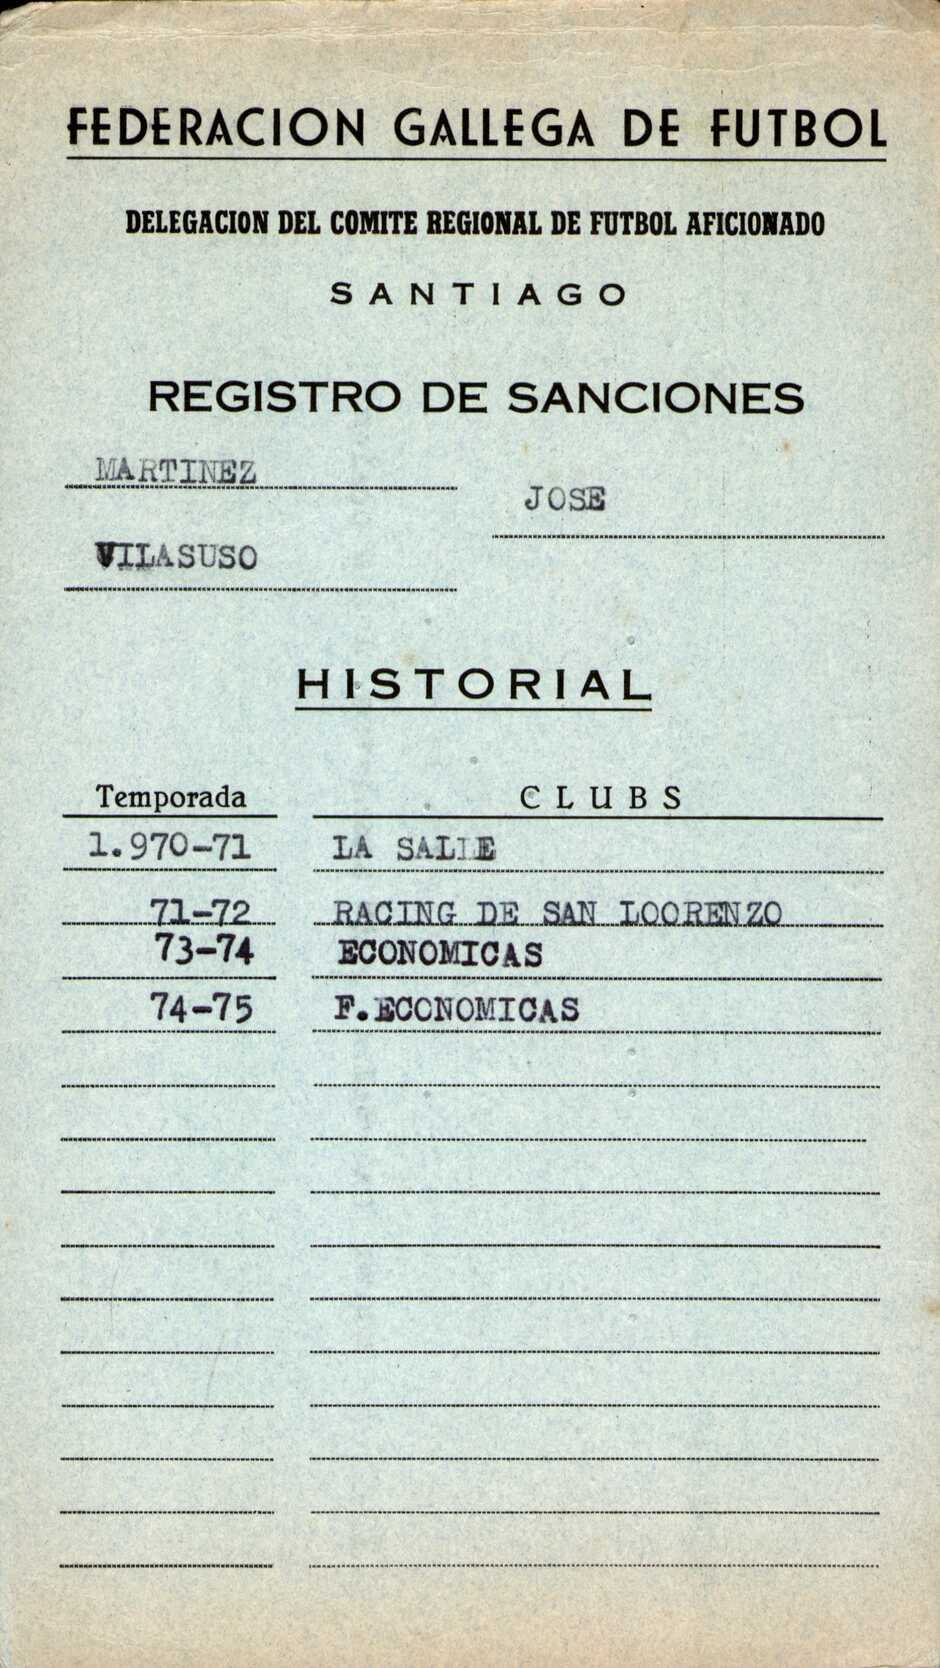 FEDERACION GALLEGA DE FUTBOL
DELEGACION DEL COMITE REGIONAL DE FUTBOL AFICIONADO
SANTIAGO
REGISTRO DE SANCIONES
MARTINEZ
JOSE
VILASUSO
HISTORIAL
Temporada CLUBS
1.970-71 LA SALLE
71-72 RACING DE SAN LOORENZO
73-74 ECONOMICAS
74-75 F.ECONOMICAS